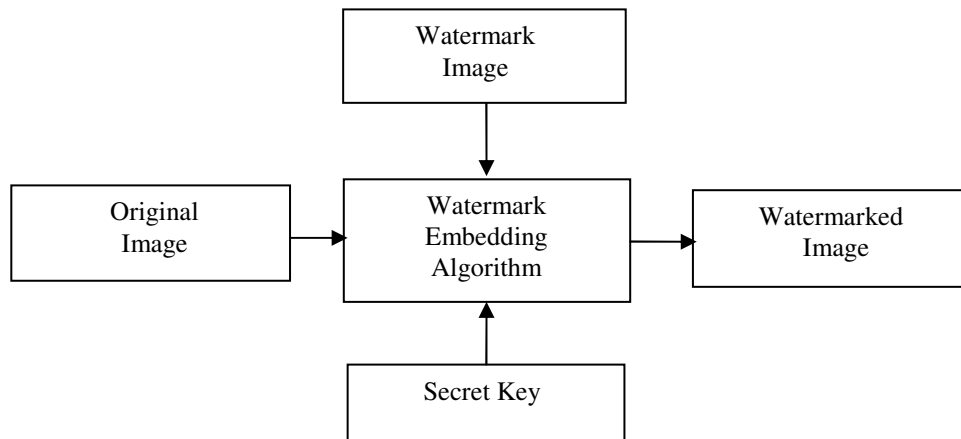 Watermark
Image
Original
Image
Watermark
Embedding
Algorithm
Watermarked
Image
Secret Key